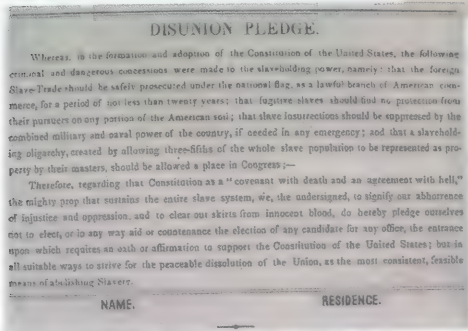 DISUNION PLEDGE.
Whereas, in the formation and adoption of the Constitution of the United States, the following
criminal and dangerous concessions were made to the slaveholding power, namely: that the foreign
Slave-Trade should be safely prosecuted under the national flag, as a lawful branch of American com-
merce, for a period of not less than twenty years; that fugitive slaves should find no protection from
their pursuers on any portion of the American soil; that slave insurrections should be suppressed by the
combined military and naval power of the country, if needed in any emergency; and that a slavehold-
ing oligarchy, created by allowing three-fifths of the whole slave population to be represented as pro-
perty by their masters, should be allowed a place in Congress;—
Therefore, regarding that Constitution as a "covenant with death and an agreement with hell,"
the mighty prop that sustains the entire slave system, we, the undersigned, to signify our abhorrence
of injustice and oppression, and to clear out skirts from innocent blood, do hereby pledge ourselves
not to elect, or in any way aid or countenance the election of any candidate for any office, the entrance
upon which requires an oath or affirmation to support the Constitution of the United States; but in
all suitable ways to strive for the peaceable dissolution of the Union, as the most consistent, feasible
means of abolishing Slavery.
NAME. RESIDENCE.